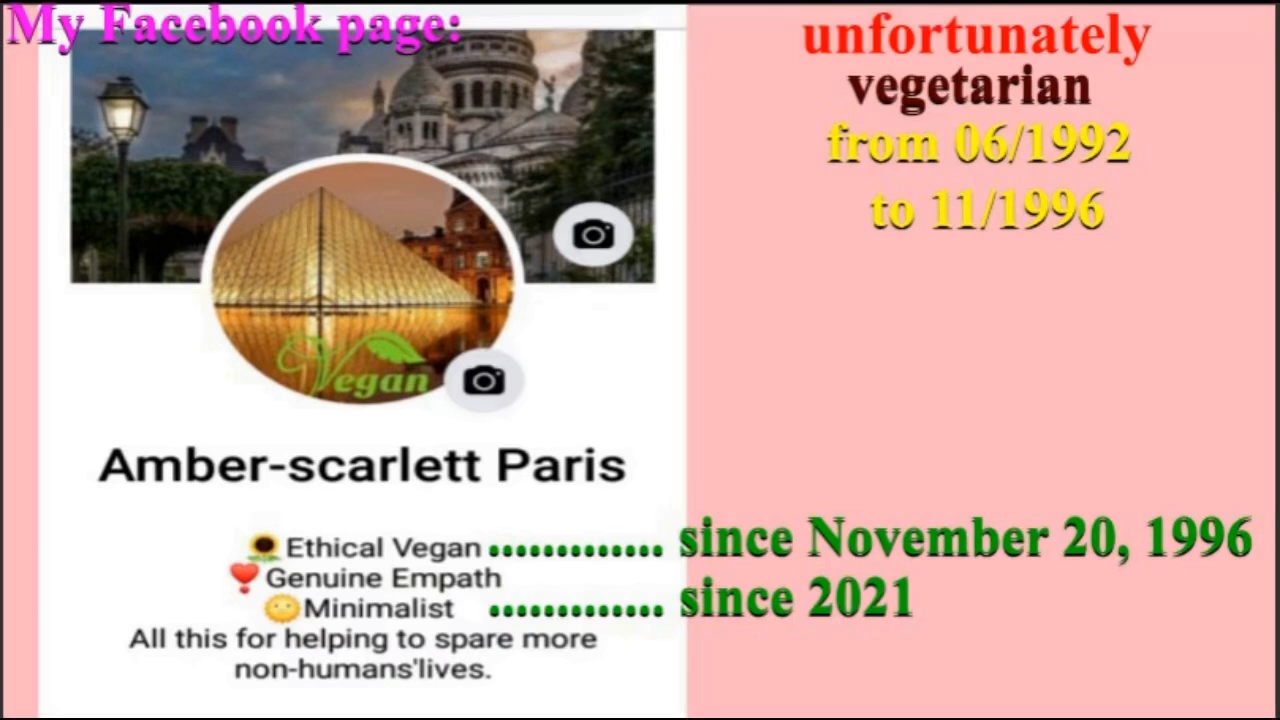 My Facebook page:
unfortunately
vegetarian
from 06/1992
to 11/1996
Vegan
Amber-scarlett Paris
🌻Ethical Vegan ............. since November 20, 1996
❣️Genuine Empath
🌝Minimalist ............. since 2021
All this for helping to spare more
non-humans'lives.